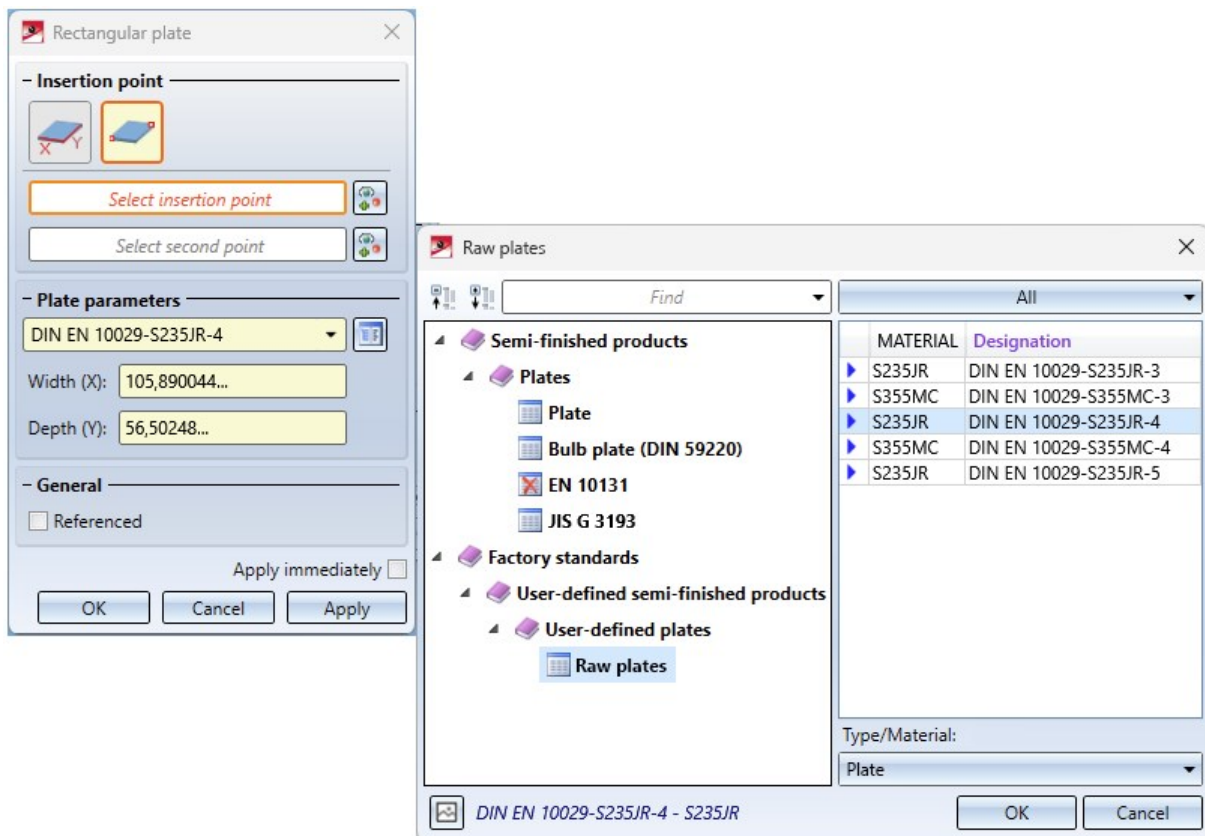 Rectangular plate
Insertion point
X Y
Select insertion point
Select second point
Plate parameters
DIN EN 10029-S235JR-4
Width (X): 105,890044...
Depth (Y): 56,50248...
General
Referenced
Apply immediately
OK Cancel Apply
Raw plates
Find
All
Semi-finished products
Plates
Plate
Bulb plate (DIN 59220)
EN 10131
JIS G 3193
Factory standards
User-defined semi-finished products
User-defined plates
Raw plates
MATERIAL Designation
S235JR DIN EN 10029-S235JR-3
S355MC DIN EN 10029-S355MC-3
S235JR DIN EN 10029-S235JR-4
S355MC DIN EN 10029-S355MC-4
S235JR DIN EN 10029-S235JR-5
Type/Material:
Plate
DIN EN 10029-S235JR-4 - S235JR
OK Cancel